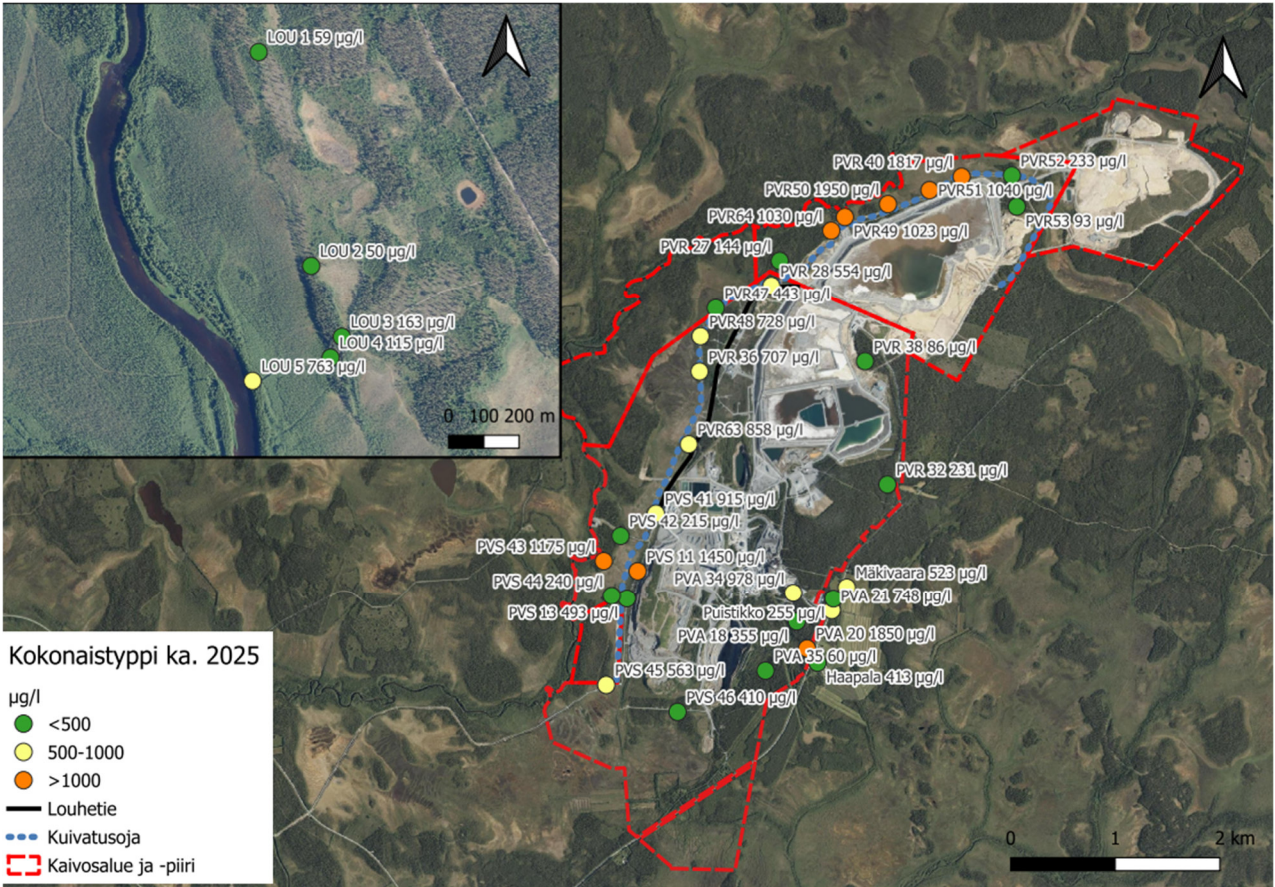 LOU 1 59 µg/l
LOU 2 50 µg/l
LOU 3 163 µg/l
LOU 4 115 µg/l
LOU 5 763 µg/l
0 100 200 m
PVR 40 1817 µg/l
PVR52 233 µg/l
PVR50 1950 µg/l
PVR51 1040 µg/l
PVR64 1030 µg/l
PVR53 93 µg/l
PVR49 1023 µg/l
PVR 27 144 µg/l
PVR 28 554 µg/l
PVR47 443 µg/l
PVR48 728 µg/l
PVR 38 86 µg/l
PVR 36 707 µg/l
PVR63 858 µg/l
PVR 32 231 µg/l
PVS 41 915 µg/l
PVS 42 215 µg/l
PVS 43 1175 µg/l
PVS 11 1450 µg/l
PVS 44 240 µg/l
PVA 34 978 µg/l
Mäkivaara 523 µg/l
PVA 21 748 µg/l
PVS 13 493 µg/l
Puistikko 255 µg/l
PVA 18 355 µg/l
PVA 20 1850 µg/l
PVA 35 60 µg/l
Haapala 413 µg/l
PVS 45 563 µg/l
PVS 46 410 µg/l
Kokonaistyppi ka. 2025
µg/l
<500
500-1000
>1000
Louhetie
Kuivatusoja
Kaivosalue ja -piiri
0 1 2 km